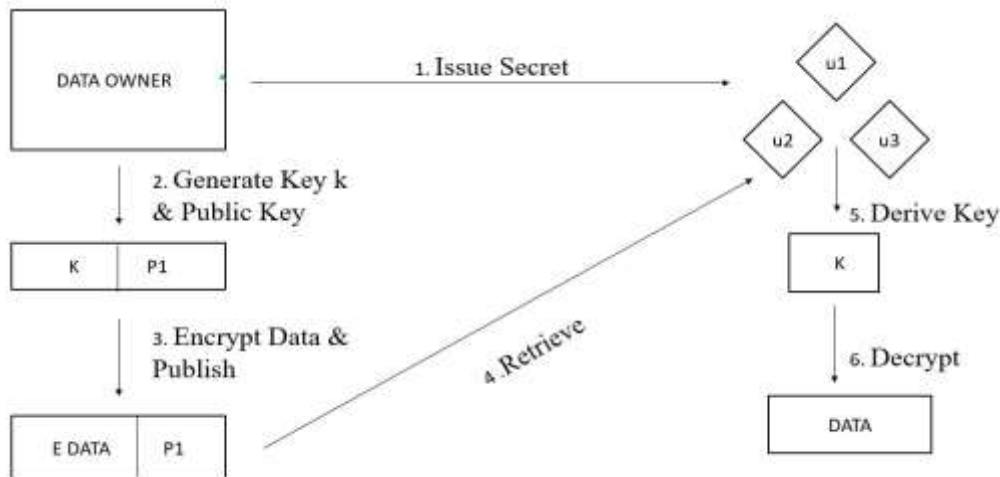 DATA OWNER
1. Issue Secret
u1
u2
u3
2. Generate Key k
& Public Key
5. Derive Key
K
P1
K
3. Encrypt Data &
Publish
4 .Retrieve
6. Decrypt
E DATA
P1
DATA